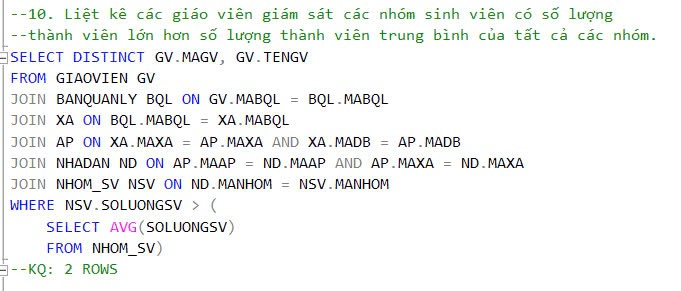 --10. Liệt kê các giáo viên giám sát các nhóm sinh viên có số lượng
--thành viên lớn hơn số lượng thành viên trung bình của tất cả các nhóm.
SELECT DISTINCT GV.MAGV, GV.TENGV
FROM GIAOVIEN GV
JOIN BANQUANLY BQL ON GV.MABQL = BQL.MABQL
JOIN XA ON BQL.MABQL = XA.MABQL
JOIN AP ON XA.MAXA = AP.MAXA AND XA.MADB = AP.MADB
JOIN NHADAN ND ON AP.MAAP = ND.MAAP AND AP.MAXA = ND.MAXA
JOIN NHOM_SV NSV ON ND.MANHOM = NSV.MANHOM
WHERE NSV.SOLUONGSV > (
SELECT AVG(SOLUONGSV)
FROM NHOM_SV)
--KQ: 2 ROWS